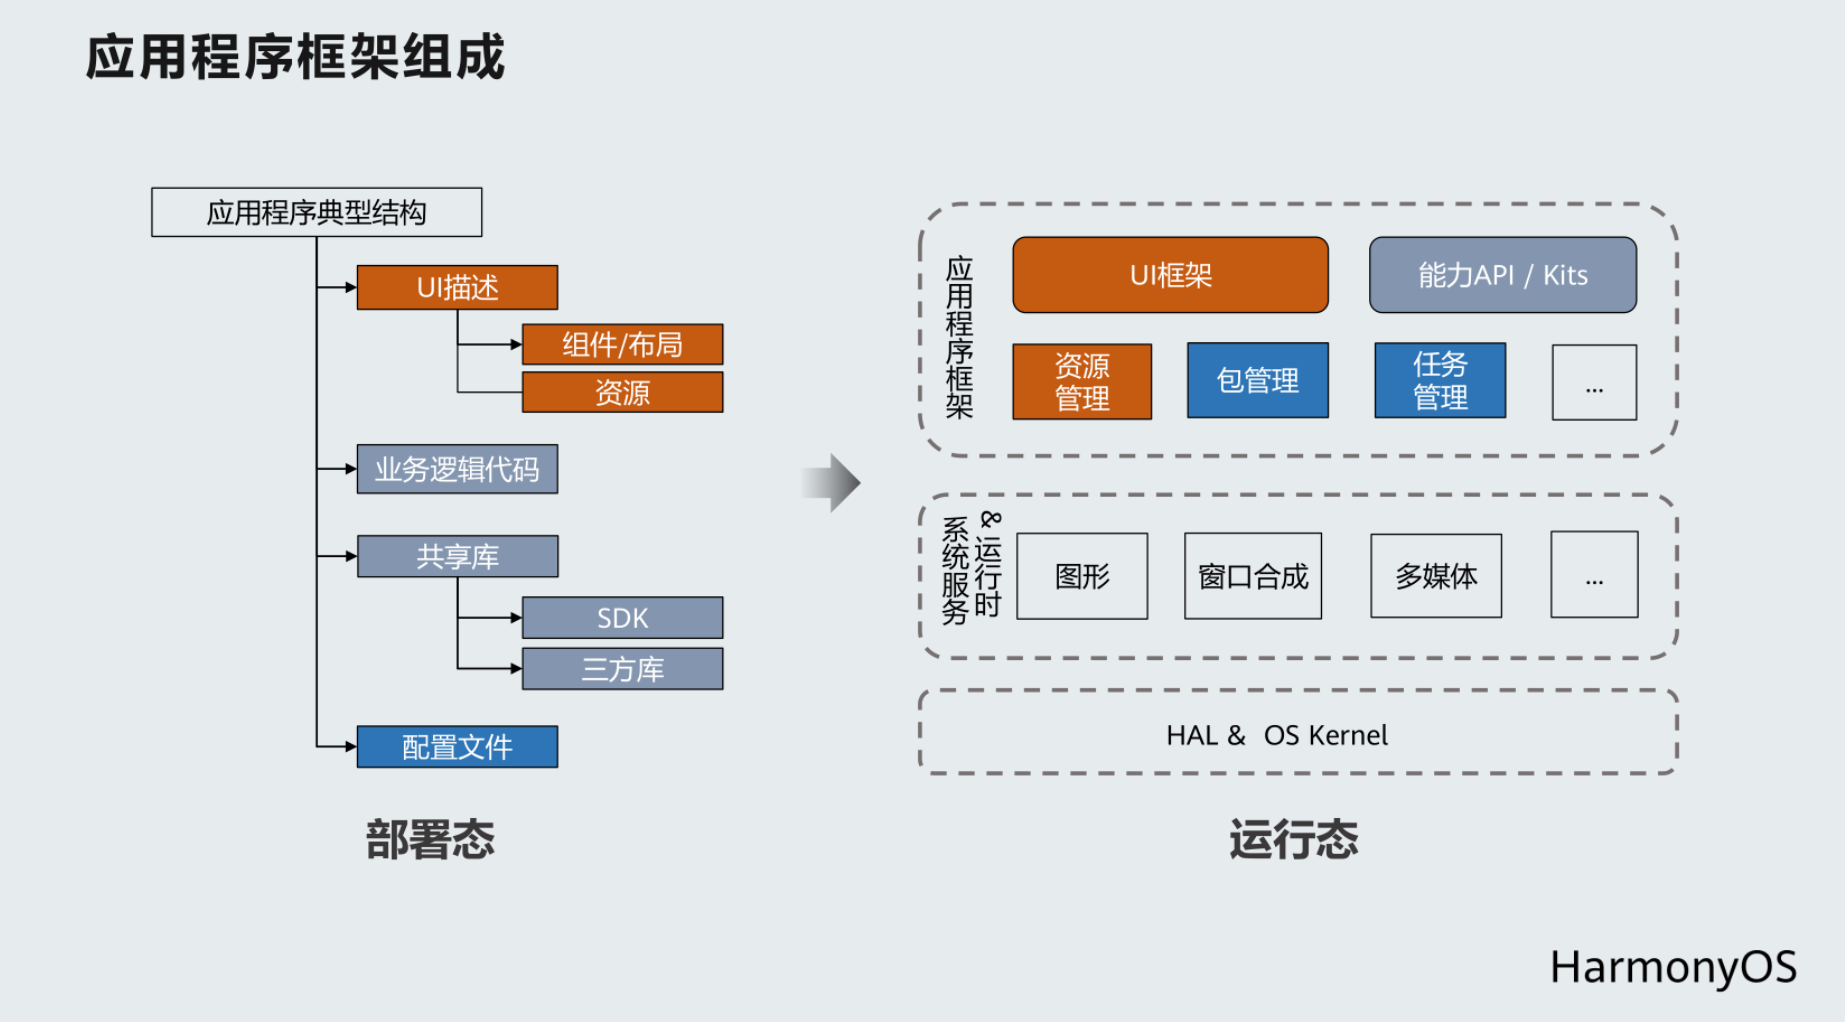 应用程序框架组成
应用程序典型结构
UI描述
组件/布局
资源
业务逻辑代码
共享库
SDK
三方库
配置文件
部署态
应用程序框架
UI框架
能力API / Kits
资源
管理
包管理
任务
管理
...
系统服务
& 运行时
图形
窗口合成
多媒体
...
HAL & OS Kernel
运行态
HarmonyOS